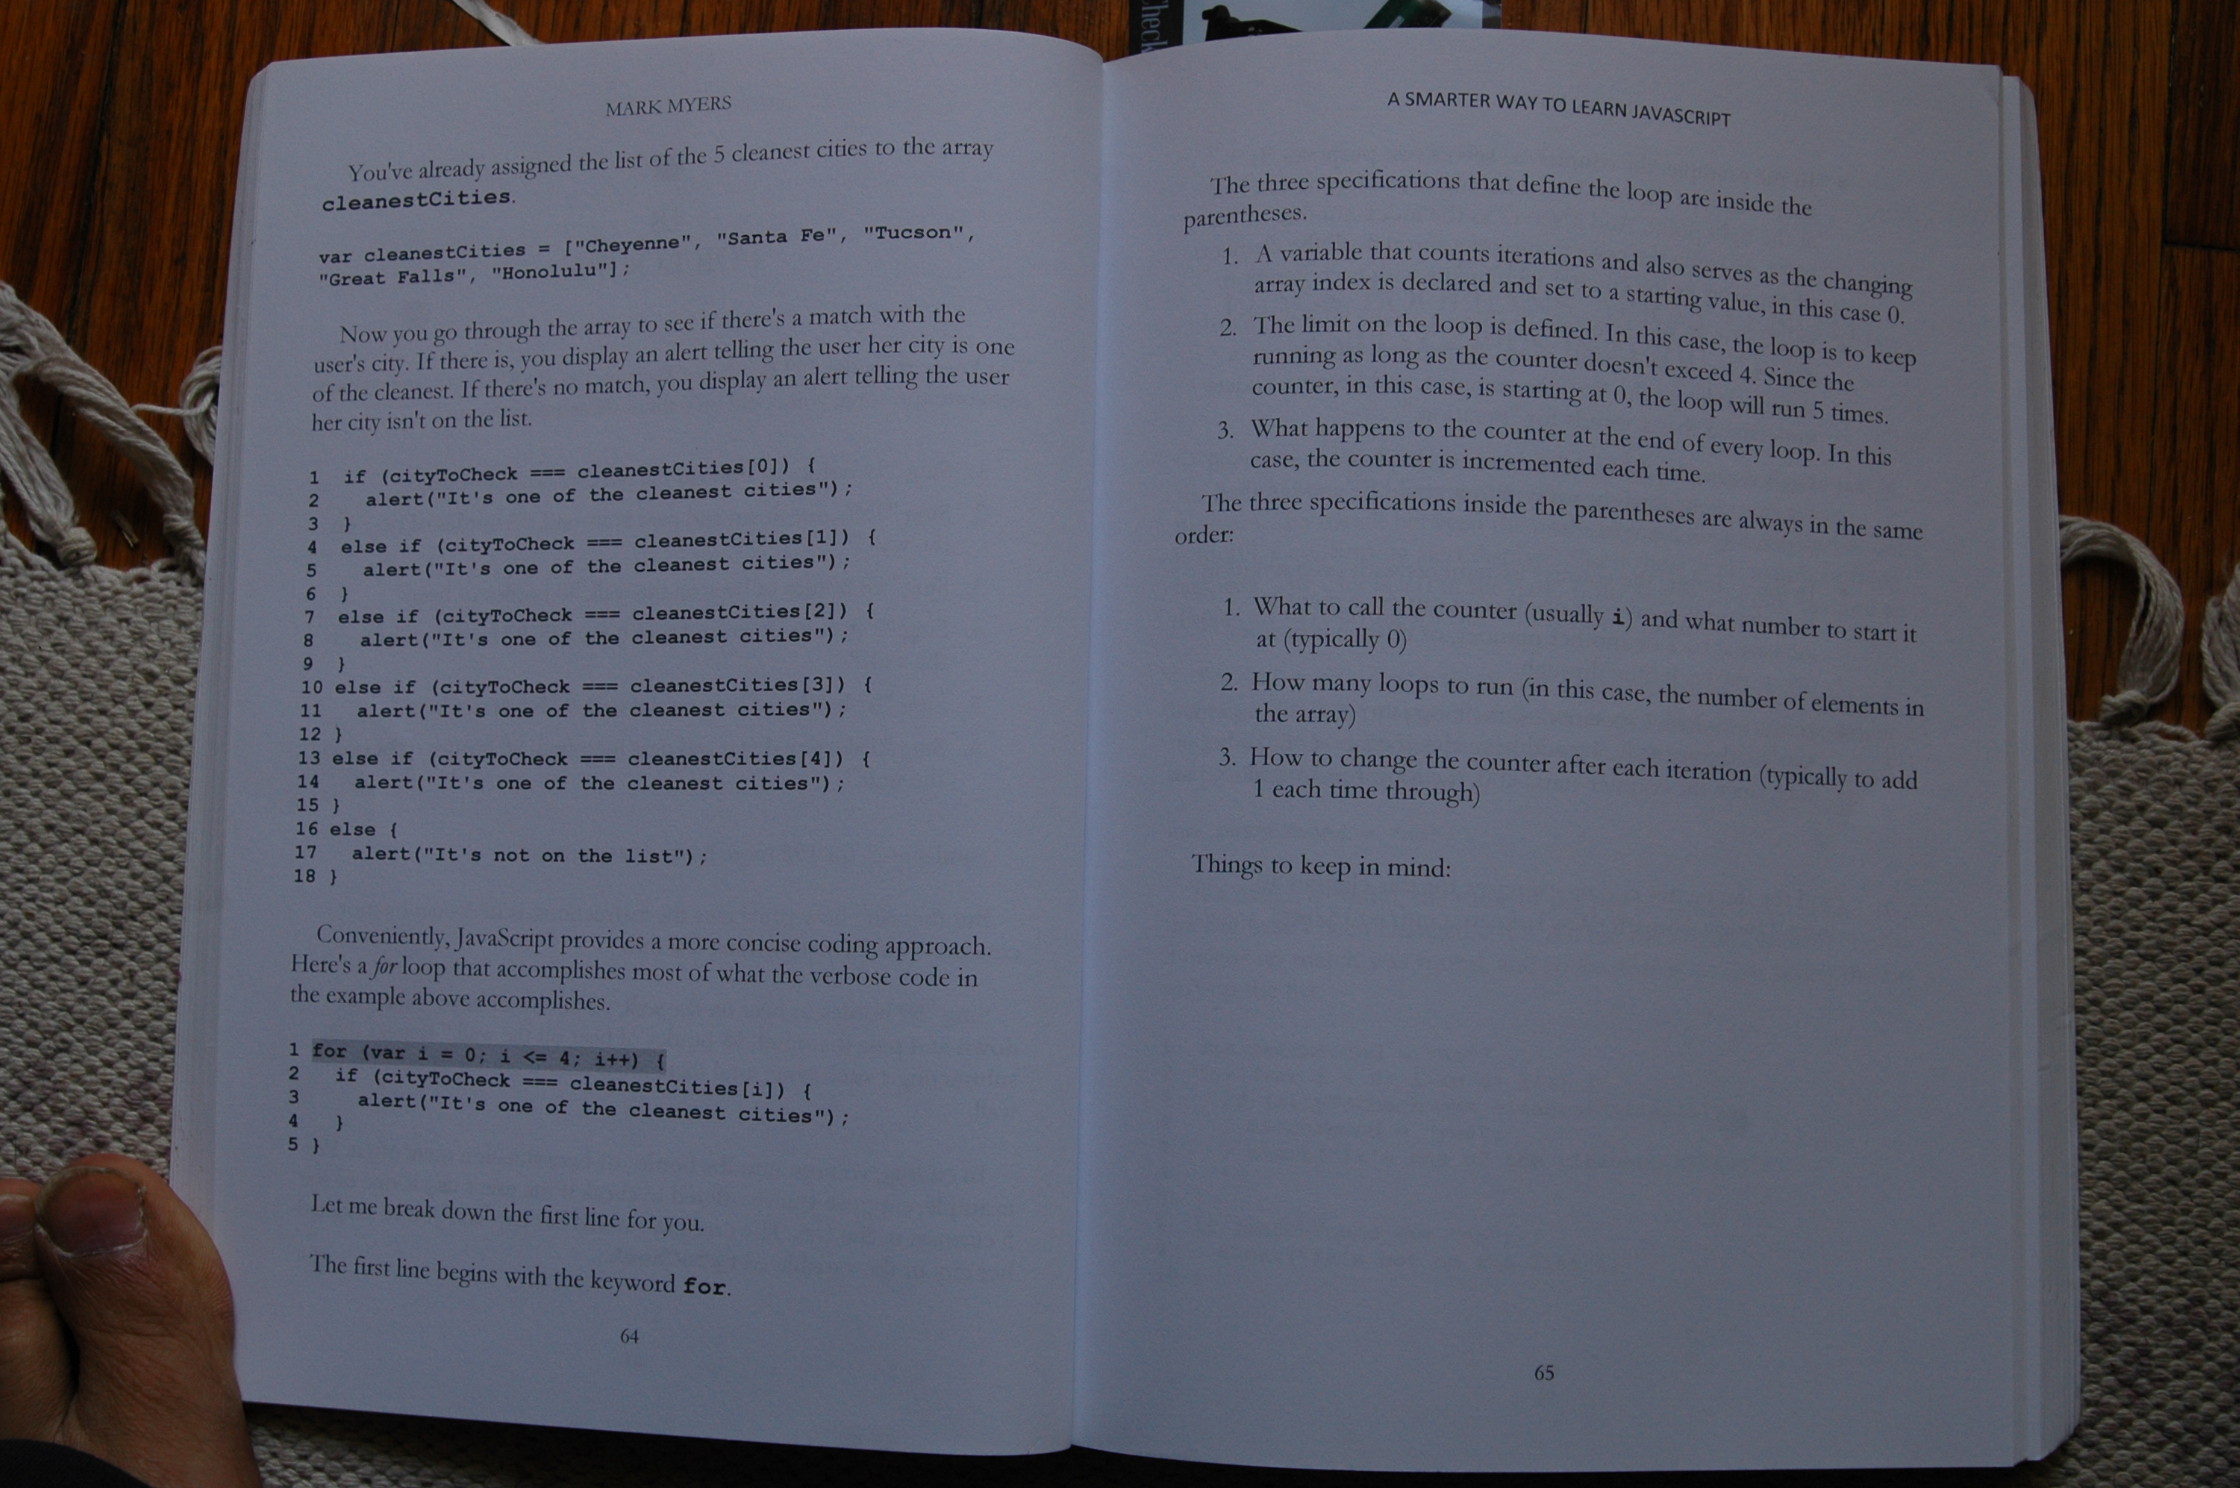 MARK MYERS
You've already assigned the list of the 5 cleanest cities to the array
cleanestCities.
var cleanestCities = ["Cheyenne", "Santa Fe", "Tucson",
"Great Falls", "Honolulu"];
Now you go through the array to see if there's a match with the
user's city. If there is, you display an alert telling the user her city is one
of the cleanest. If there's no match, you display an alert telling the user
her city isn't on the list.
1 if (cityToCheck === cleanestCities[0]) {
2 alert("It's one of the cleanest cities");
3 }
4 else if (cityToCheck === cleanestCities[1]) {
5 alert("It's one of the cleanest cities");
6 }
7 else if (cityToCheck === cleanestCities[2]) {
8 alert("It's one of the cleanest cities");
9 }
10 else if (cityToCheck === cleanestCities[3]) {
11 alert("It's one of the cleanest cities");
12 }
13 else if (cityToCheck === cleanestCities[4]) {
14 alert("It's one of the cleanest cities");
15 }
16 else {
17 alert("It's not on the list");
18 }
Conveniently, JavaScript provides a more concise coding approach.
Here's a for loop that accomplishes most of what the verbose code in
the example above accomplishes.
1 for (var i = 0; i <= 4; i++) {
2 if (cityToCheck === cleanestCities[i]) {
3 alert("It's one of the cleanest cities");
4 }
5 }
Let me break down the first line for you.
The first line begins with the keyword for.
64
A SMARTER WAY TO LEARN JAVASCRIPT
The three specifications that define the loop are inside the
parentheses.
1. A variable that counts iterations and also serves as the changing
array index is declared and set to a starting value, in this case 0.
2. The limit on the loop is defined. In this case, the loop is to keep
running as long as the counter doesn't exceed 4. Since the
counter, in this case, is starting at 0, the loop will run 5 times.
3. What happens to the counter at the end of every loop. In this
case, the counter is incremented each time.
The three specifications inside the parentheses are always in the same
order:
1. What to call the counter (usually i) and what number to start it
at (typically 0)
2. How many loops to run (in this case, the number of elements in
the array)
3. How to change the counter after each iteration (typically to add
1 each time through)
Things to keep in mind:
65
Check